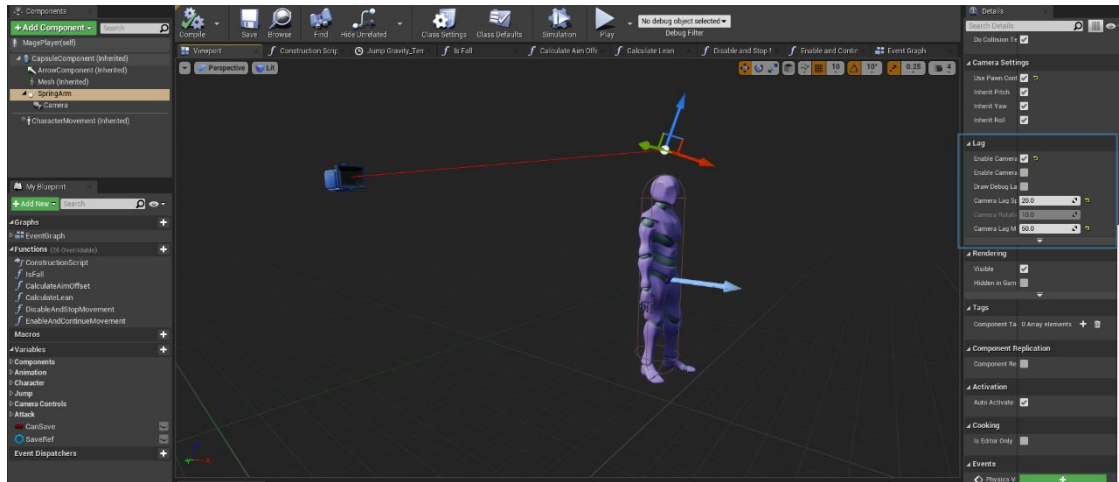 Components
+Add Component
Search
MagePlayer(self)
CapsuleComponent (Inherited)
ArrowComponent (Inherited)
Mesh (Inherited)
SpringArm
Camera
CharacterMovement (Inherited)
My Blueprint
+Add New
Search
Graphs
EventGraph
Functions (26 Overridable)
ConstructionScript
IsFall
CalculateAimOffset
CalculateLean
DisableAndStopMovement
EnableAndContinueMovement
Macros
Variables
Components
Animation
Character
Jump
Camera Controls
Attack
CanSave
SaveRef
Event Dispatchers
Compile
Save
Browse
Find
Hide Unrelated
Class Settings
Class Defaults
Simulation
Play
No debug object selected
Debug Filter
Viewport
Construction Scrip
Jump Gravity_Tem
Is Fall
Calculate Aim Offs
Calculate Lean
Disable and Stop
Enable and Contin
Event Graph
Perspective
Lit
10
10°
0.25
4
Details
Search Details
Do Collision Te
Camera Settings
Use Pawn Cont
Inherit Pitch
Inherit Yaw
Inherit Roll
Lag
Enable Camera
Enable Camera
Draw Debug La
Camera Lag Sp 20.0
Camera Rotati 10.0
Camera Lag M 50.0
Rendering
Visible
Hidden in Gam
Tags
Component Ta 0 Array elements
Component Replication
Component Re
Activation
Auto Activate
Cooking
Is Editor Only
Events
Physics V